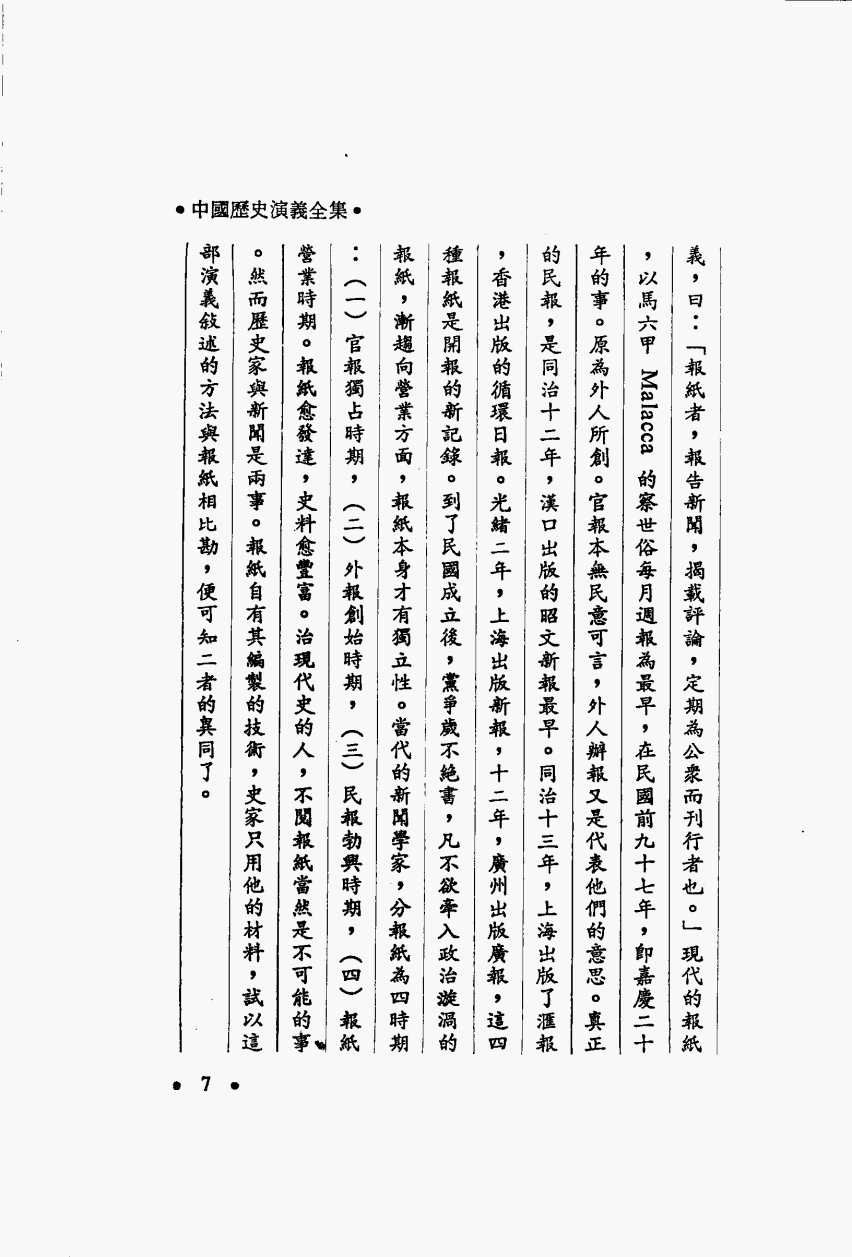 •中國歷史演義全集•
義，曰：「報紙者，報告新聞，揭載評論，定期為公衆而刊行者也。」現代的報紙
，以馬六甲 Malacca 的察世俗每月週報為最早，在民國前九十七年，卽嘉慶二十
年的事。原為外人所創。官報本無民意可言，外人辦報又是代表他們的意思。真正
的民報，是同治十二年，漢口出版的昭文新報最早。同治十三年，上海出版了滙報
，香港出版的循環日報。光緒二年，上海出版新報，十二年，廣州出版廣報，這四
種報紙是開報的新記錄。到了民國成立後，黨爭歲不絕書，凡不欲牽入政治漩渦的
報紙，漸趨向營業方面，報紙本身才有獨立性。當代的新聞學家，分報紙為四時期
：（一）官報獨占時期，（二）外報創始時期，（三）民報勃興時期，（四）報紙
營業時期。報紙愈發達，史料愈豐富。治現代史的人，不閱報紙當然是不可能的事
。然而歷史家與新聞是兩事。報紙自有其編製的技術，史家只用他的材料，試以這
部演義敍述的方法與報紙相比勘，便可知二者的異同了。
• 7 •